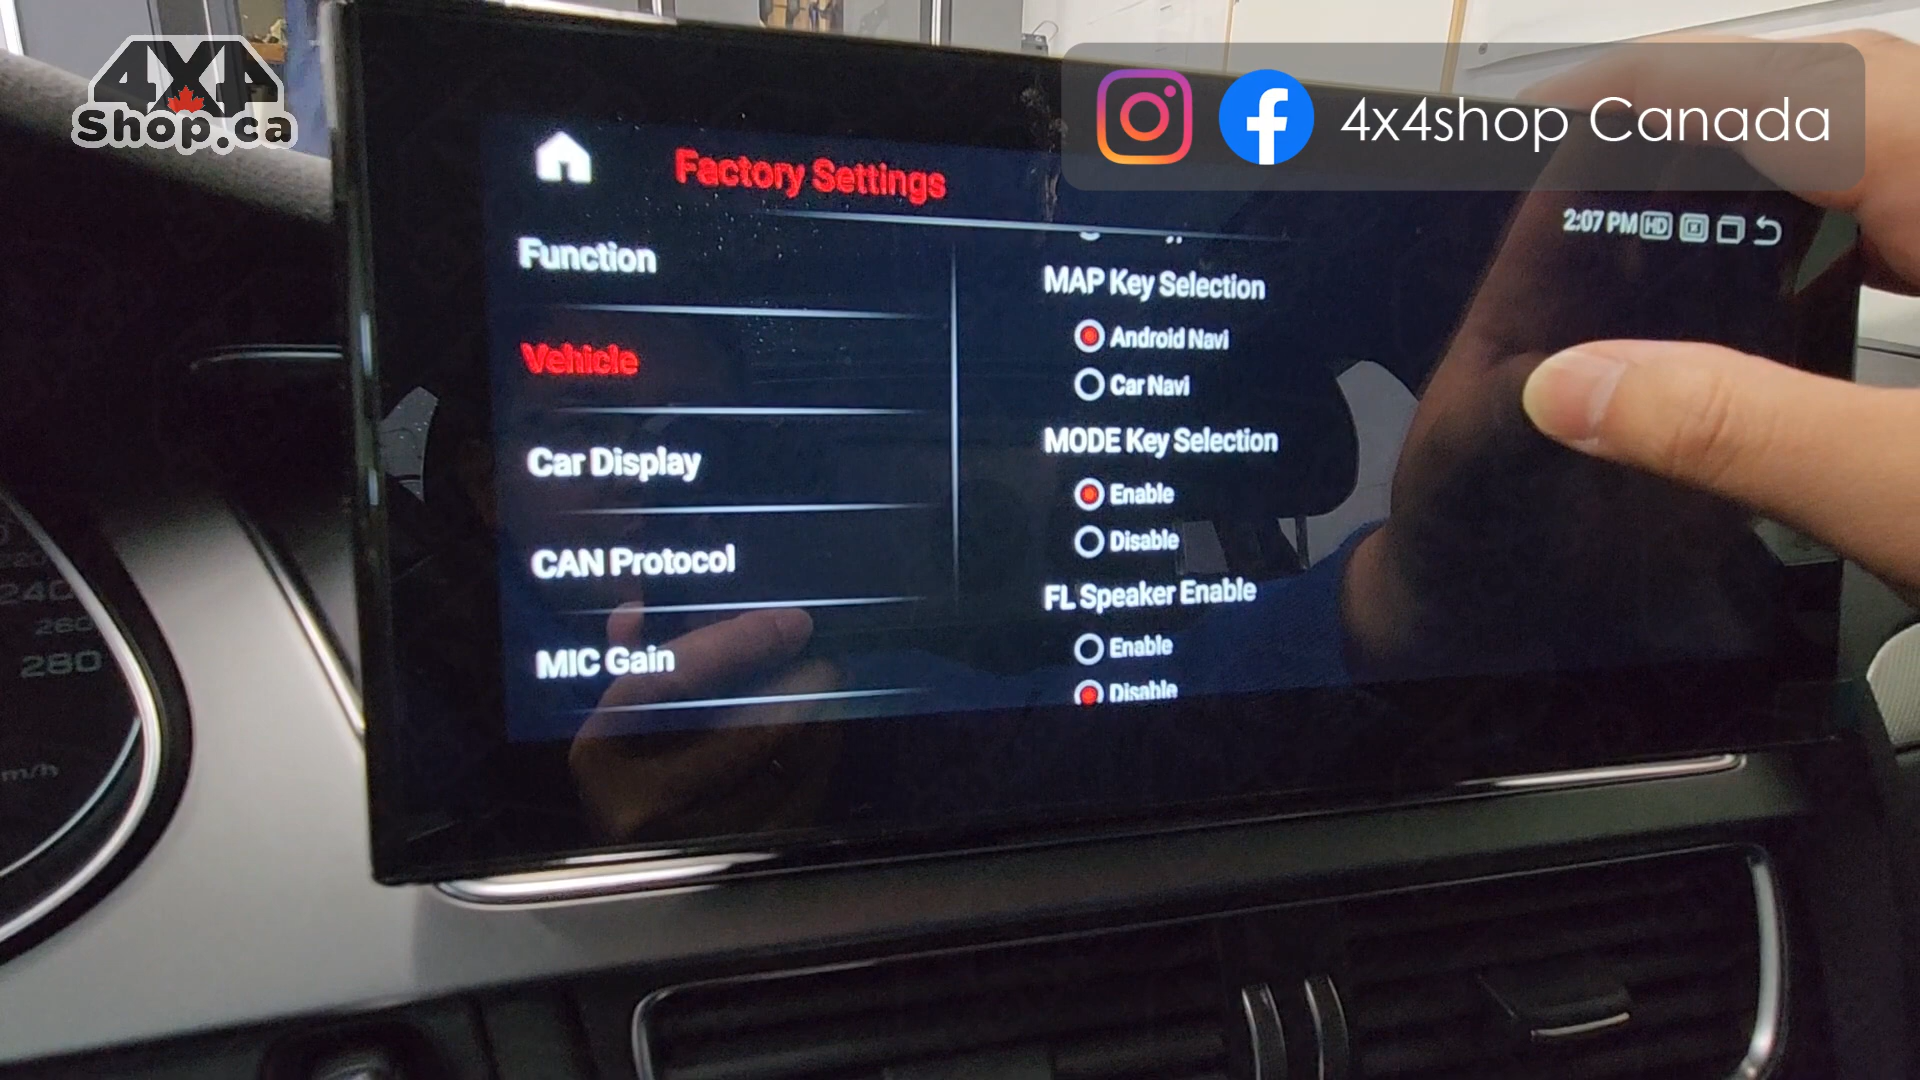 4X4
Shop.ca
4x4shop Canada
Factory Settings
2:07 PM HD
Function
Vehicle
Car Display
CAN Protocol
MIC Gain
MAP Key Selection
Android Navi
Car Navi
MODE Key Selection
Enable
Disable
FL Speaker Enable
Enable
Disable
240
260
280
m/h